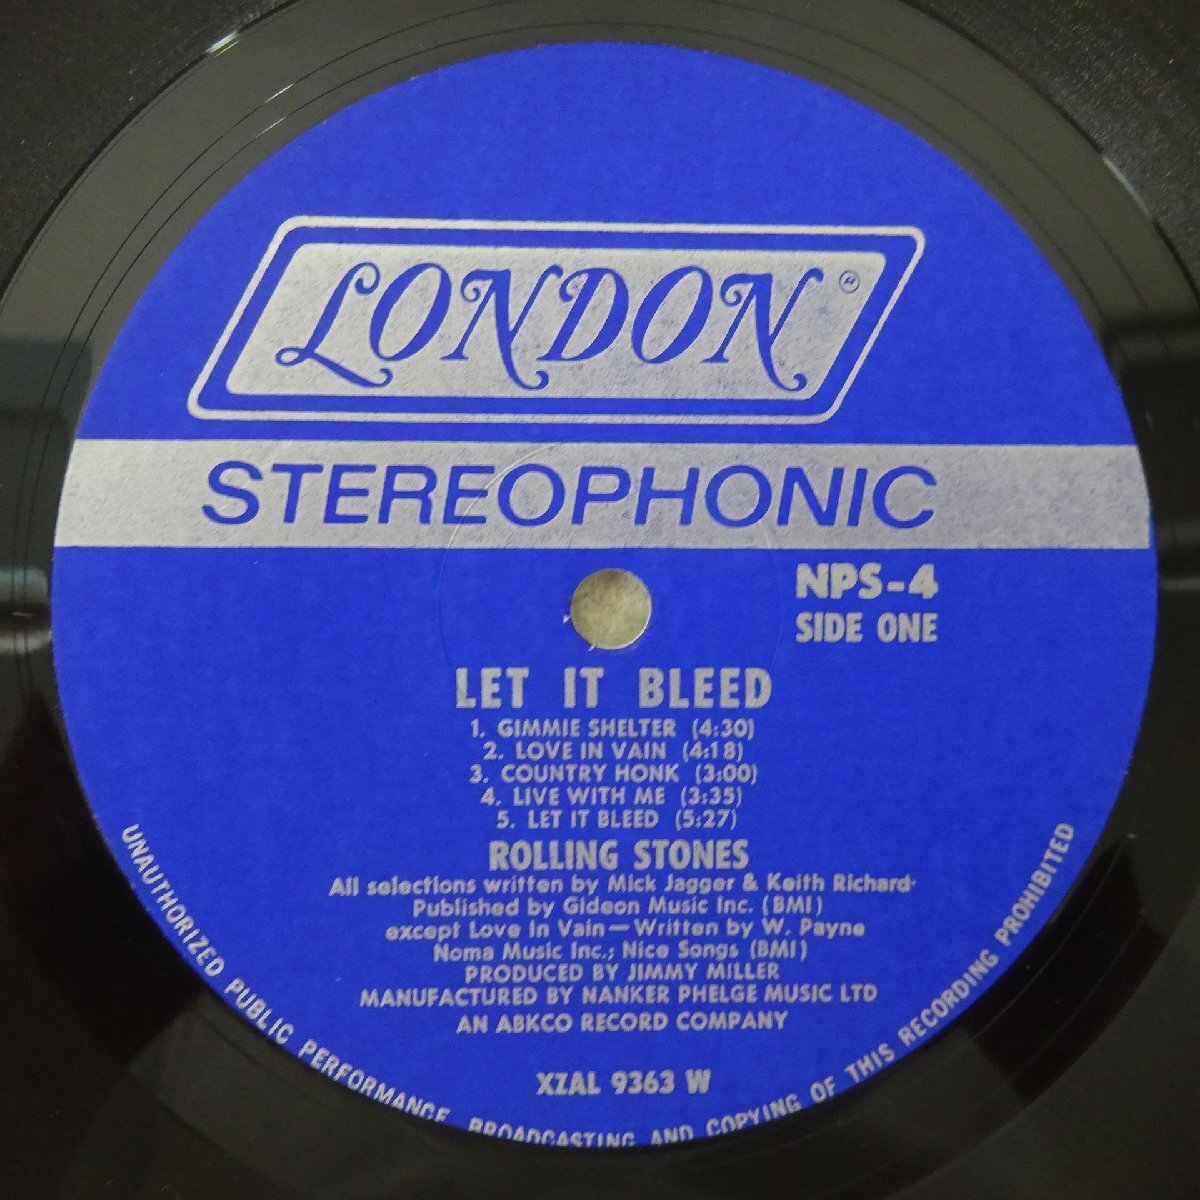 LONDON®
STEREOPHONIC
NPS-4
SIDE ONE
LET IT BLEED
1. GIMMIE SHELTER (4:30)
2. LOVE IN VAIN (4:18)
3. COUNTRY HONK (3:00)
4. LIVE WITH ME (3:35)
5. LET IT BLEED (5:27)
ROLLING STONES
All selections written by Mick Jagger & Keith Richard
Published by Gideon Music Inc. (BMI)
except Love In Vain—Written by W. Payne
Noma Music Inc.; Nice Songs (BMI)
PRODUCED BY JIMMY MILLER
MANUFACTURED BY NANKER PHELGE MUSIC LTD
AN ABKCO RECORD COMPANY
XZAL 9363 W
UNAUTHORIZED PUBLIC PERFORMANCE, BROADCASTING AND COPYING OF THIS RECORDING PROHIBITED